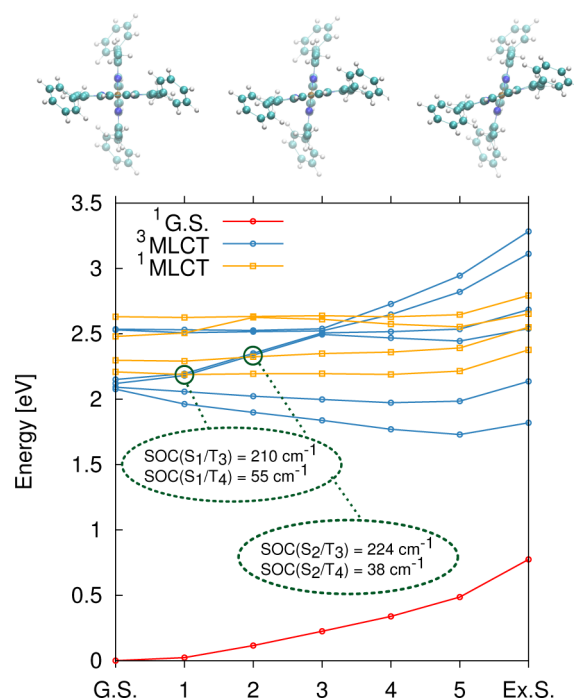 3.5
3
2.5
2
1.5
1
0.5
0
Energy [eV]
¹G.S.
³MLCT
¹MLCT
SOC(S₁/T₃) = 210 cm⁻¹
SOC(S₁/T₄) = 55 cm⁻¹
SOC(S₂/T₃) = 224 cm⁻¹
SOC(S₂/T₄) = 38 cm⁻¹
G.S. 1 2 3 4 5 Ex.S.